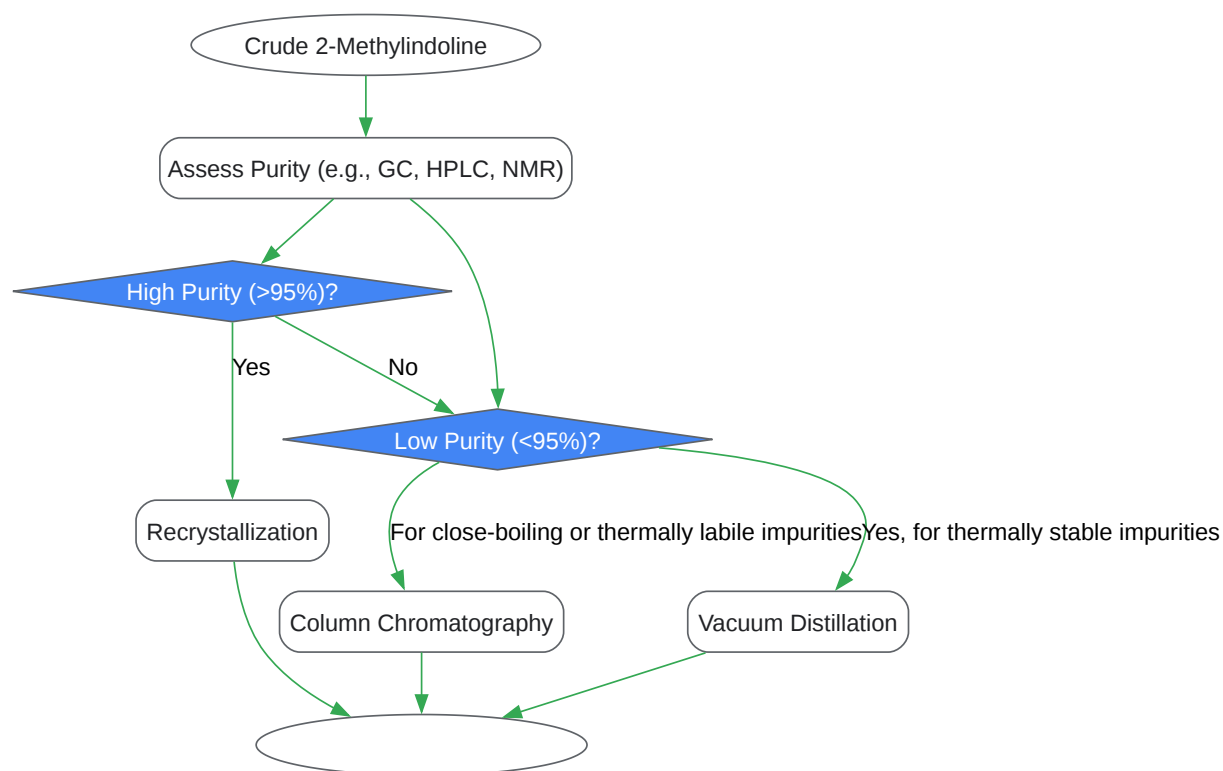 Crude 2-Methylindoline
Assess Purity (e.g., GC, HPLC, NMR)
High Purity (>95%)?
Yes
No
Low Purity (<95%)?
Recrystallization
For close-boiling or thermally labile impurities
Yes, for thermally stable impurities
Column Chromatography
Vacuum Distillation